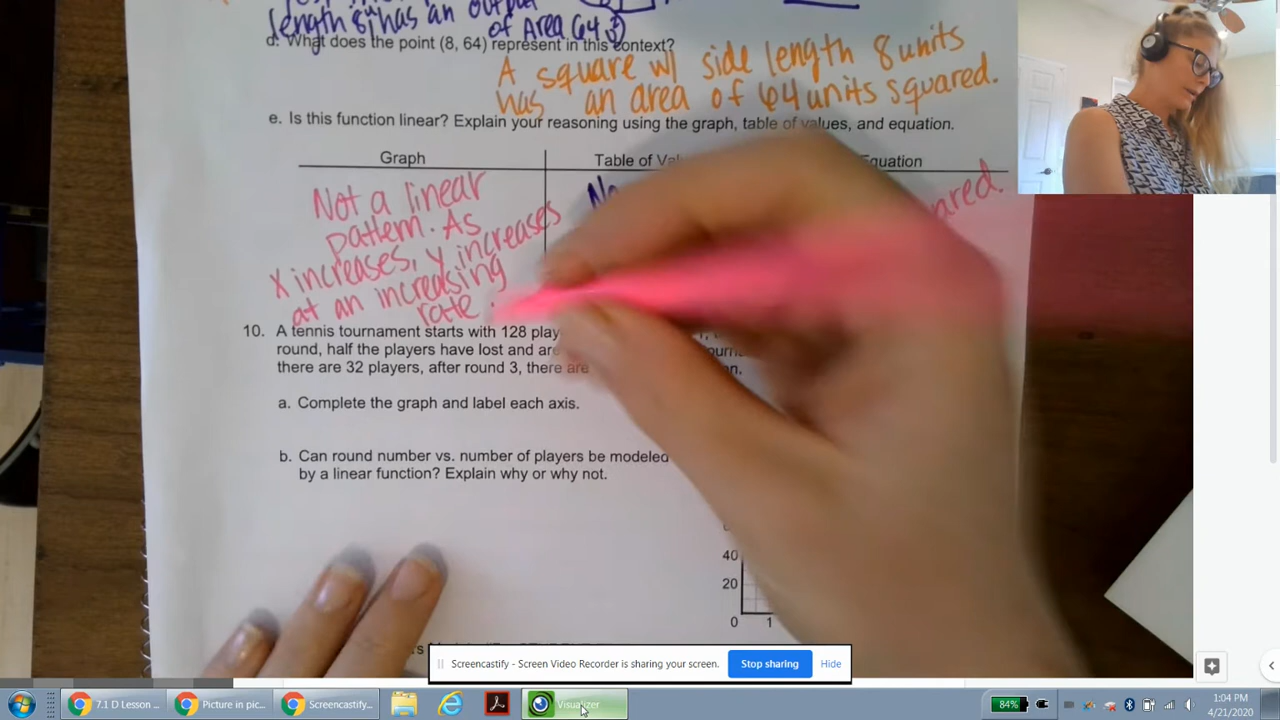 length 8 has an output
of Area (64
d. What does the point (8, 64) represent in this context?
A square w/ side length 8 units
has an area of 64 units squared.
e. Is this function linear? Explain your reasoning using the graph, table of values, and equation.
Graph
Table of
Equation
Not a linear
pattern. As
x increases, y increases
at an increasing
rate.
10. A tennis tournament starts with 128
round, half the players have lost and are
there are 32 players, after round 3, there are
a. Complete the graph and label each axis.
b. Can round number vs. number of players be modeled
by a linear function? Explain why or why not.
40
20
0 1
Screencastify - Screen Video Recorder is sharing your screen.
Stop sharing
Hide
7.1 D Lesson ...
Picture in pic...
Screencastify...
Visualizer
84%
1:04 PM
4/21/2020